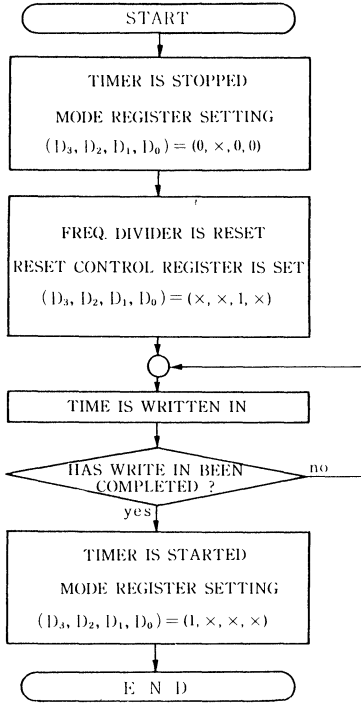 START
TIMER IS STOPPED
MODE REGISTER SETTING
(D₃, D₂, D₁, D₀) = (0, ×, 0, 0)
FREQ. DIVIDER IS RESET
RESET CONTROL REGISTER IS SET
(D₃, D₂, D₁, D₀) = (×, ×, 1, ×)
TIME IS WRITTEN IN
HAS WRITE IN BEEN
COMPLETED ?
no
yes
TIMER IS STARTED
MODE REGISTER SETTING
(D₃, D₂, D₁, D₀) = (1, ×, ×, ×)
E N D